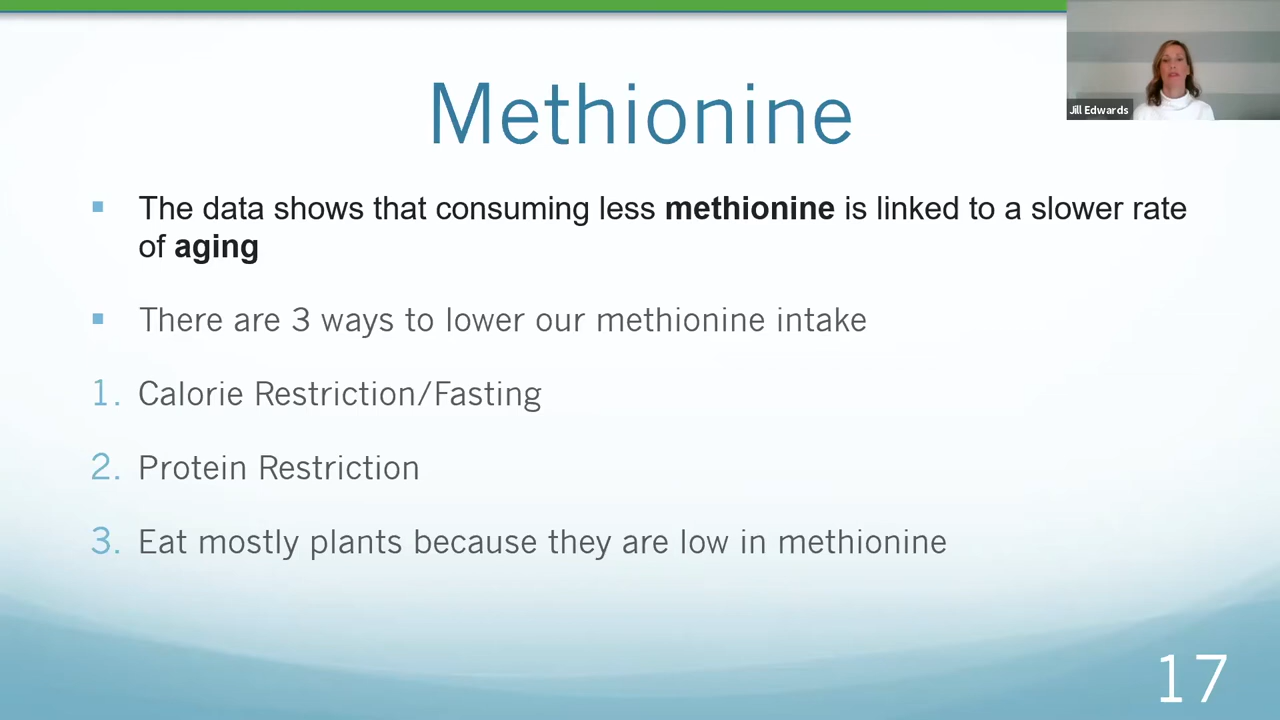 Jill Edwards
Methionine
▪ The data shows that consuming less methionine is linked to a slower rate
of aging
▪ There are 3 ways to lower our methionine intake
1. Calorie Restriction/Fasting
2. Protein Restriction
3. Eat mostly plants because they are low in methionine
17